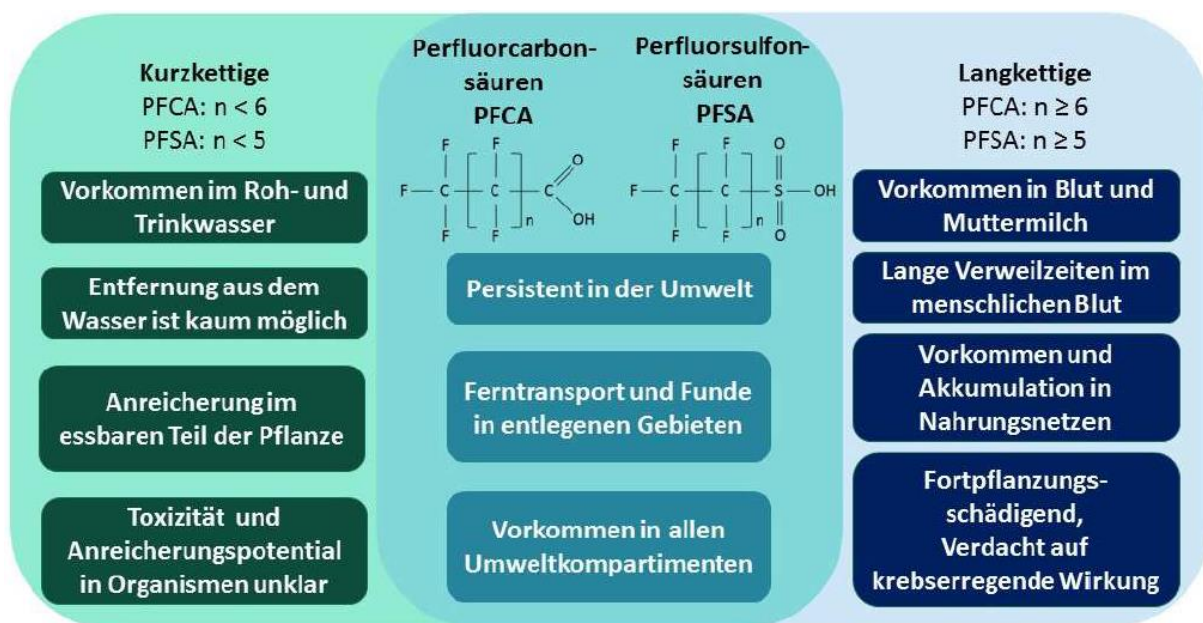 Kurzkettige
PFCA: n < 6
PFSA: n < 5
Vorkommen im Roh- und
Trinkwasser
Entfernung aus dem
Wasser ist kaum möglich
Anreicherung im
essbaren Teil der Pflanze
Toxizität und
Anreicherungspotential
in Organismen unklar
Perfluorcarbon-
säuren
PFCA
F F
O
F C C C
n
OH
F F
Perfluorsulfon-
säuren
PFSA
F F O
F C C S OH
n
F F O
Persistent in der Umwelt
Ferntransport und Funde
in entlegenen Gebieten
Vorkommen in allen
Umweltkompartimenten
Langkettige
PFCA: n ≥ 6
PFSA: n ≥ 5
Vorkommen in Blut und
Muttermilch
Lange Verweilzeiten im
menschlichen Blut
Vorkommen und
Akkumulation in
Nahrungsnetzen
Fortpflanzungs-
schädigend,
Verdacht auf
krebserregende Wirkung